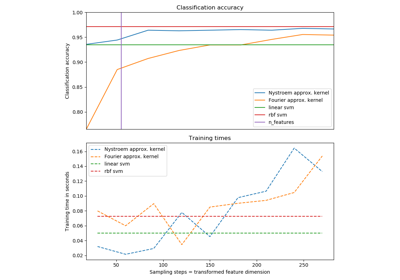 Classification accuracy
1.00
0.95
0.90
0.85
0.80
Classification accuracy
Nystroem approx. kernel
Fourier approx. kernel
linear svm
rbf svm
n_features
Training times
0.16
0.14
0.12
0.10
0.08
0.06
0.04
0.02
Training time in seconds
Nystroem approx. kernel
Fourier approx. kernel
linear svm
rbf svm
50
100
150
200
250
Sampling steps = transformed feature dimension